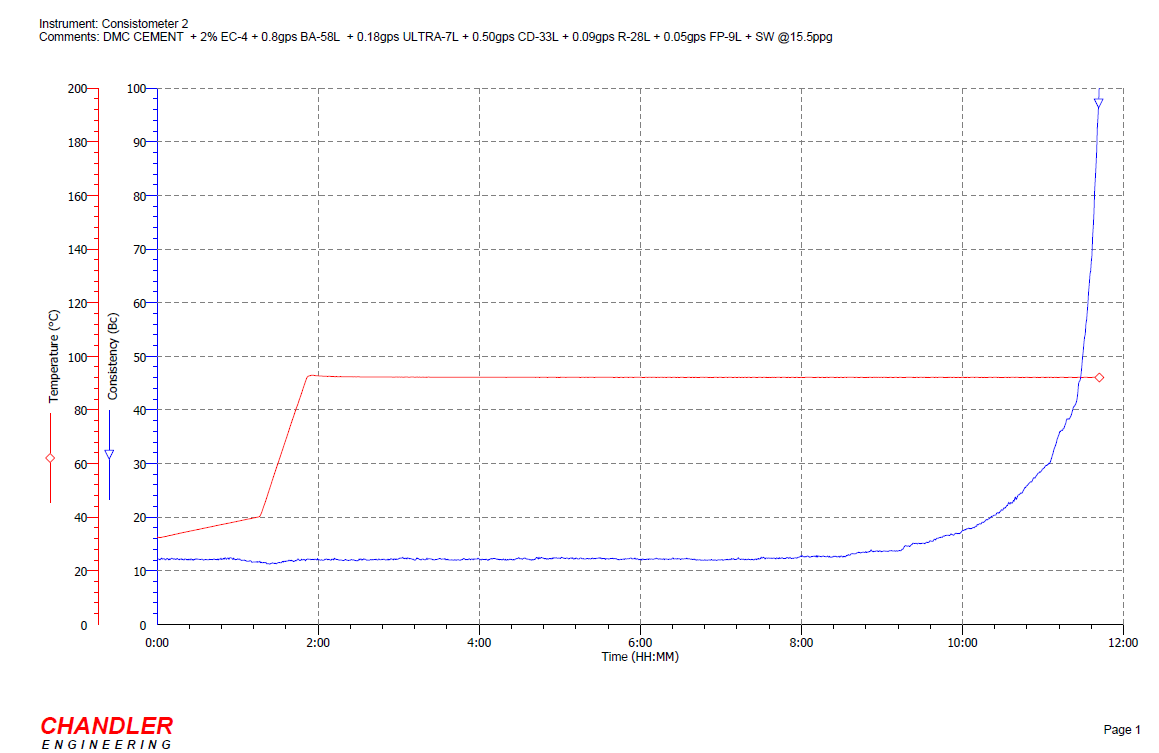 Instrument: Consistometer 2
Comments: DMC CEMENT + 2% EC-4 + 0.8gps BA-58L + 0.18gps ULTRA-7L + 0.50gps CD-33L + 0.09gps R-28L + 0.05gps FP-9L + SW @15.5ppg
200 100
180 90
160 80
140 70
120 60
100 50
80 40
60 30
40 20
20 10
0 0
Temperature (°C)
Consistency (Bc)
0:00 2:00 4:00 6:00 8:00 10:00 12:00
Time (HH:MM)
CHANDLER
ENGINEERING
Page 1